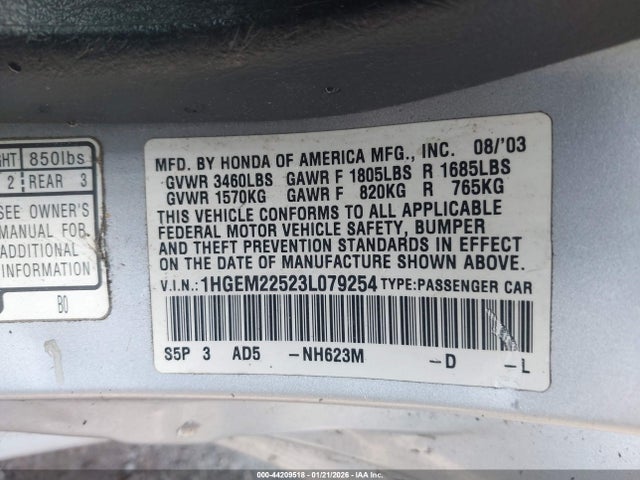 GHT 850lbs
2 REAR 3
SEE OWNER'S
MANUAL FOR
ADDITIONAL
INFORMATION
B0
MFD. BY HONDA OF AMERICA MFG., INC. 08/'03
GVWR 3460LBS GAWR F 1805LBS R 1685LBS
GVWR 1570KG GAWR F 820KG R 765KG
THIS VEHICLE CONFORMS TO ALL APPLICABLE
FEDERAL MOTOR VEHICLE SAFETY, BUMPER
AND THEFT PREVENTION STANDARDS IN EFFECT
ON THE DATE OF MANUFACTURE SHOWN ABOVE.
V.I.N.: 1HGEM22523L079254 TYPE: PASSENGER CAR
S5P 3 AD5 -NH623M -D -L
000-44209518 - 01/21/2026 - IAAI.COM